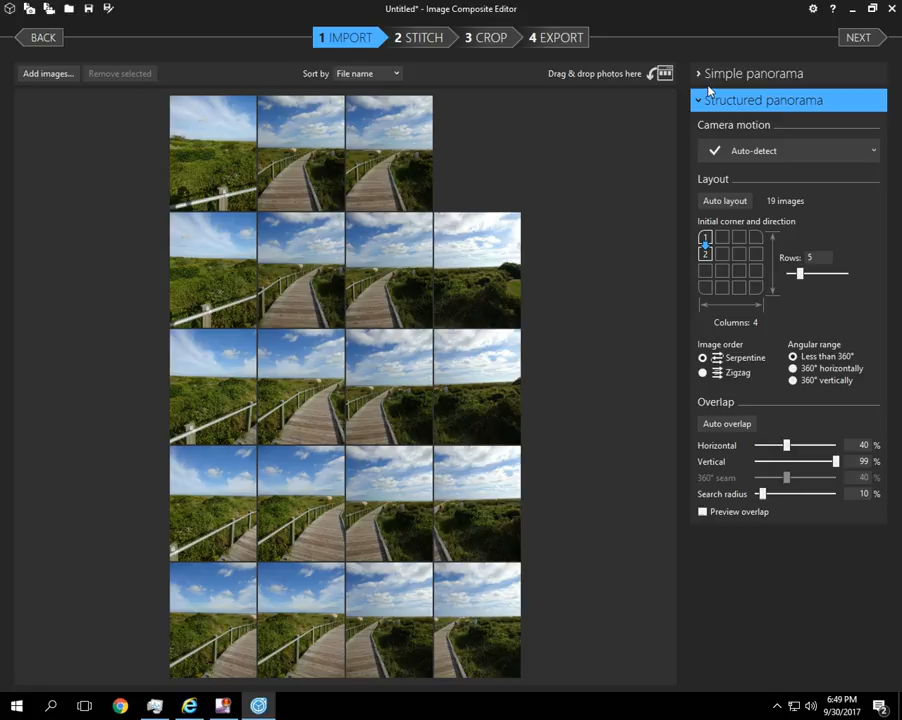 Untitled* - Image Composite Editor
BACK
1 IMPORT
2 STITCH
3 CROP
4 EXPORT
NEXT
Add images...
Remove selected
Sort by
File name
Drag & drop photos here
Simple panorama
Structured panorama
Camera motion
Auto-detect
Layout
Auto layout
19 images
Initial corner and direction
1
2
Rows: 5
Columns: 4
Image order
Serpentine
Zigzag
Angular range
Less than 360°
360° horizontally
360° vertically
Overlap
Auto overlap
Horizontal 40 %
Vertical 99 %
360° seam 40 %
Search radius 10 %
Preview overlap
6:49 PM
9/30/2017
2